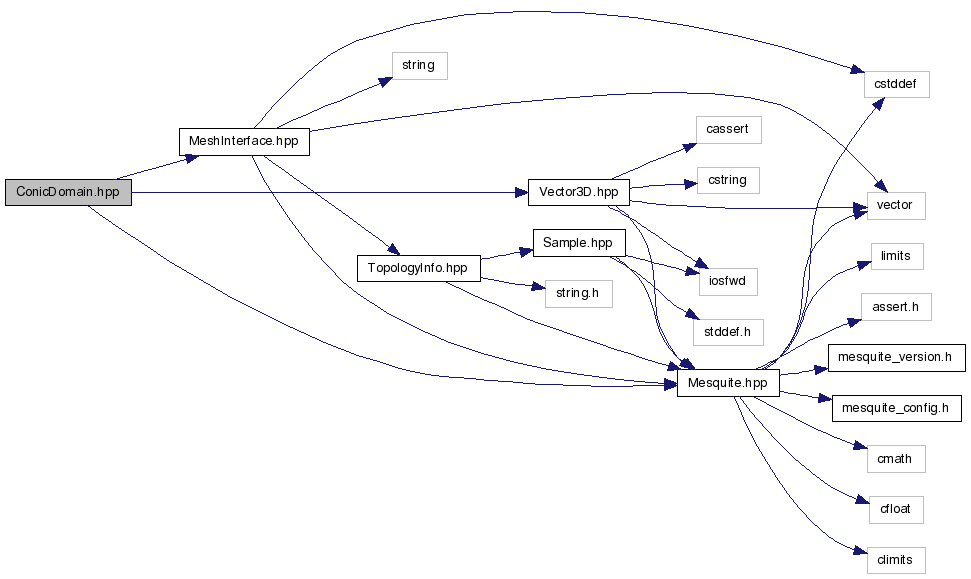 string
cstddef
cassert
MeshInterface.hpp
cstring
ConicDomain.hpp
Vector3D.hpp
vector
Sample.hpp
limits
TopologyInfo.hpp
iosfwd
string.h
assert.h
stddef.h
mesquite_version.h
Mesquite.hpp
mesquite_config.h
cmath
cfloat
climits